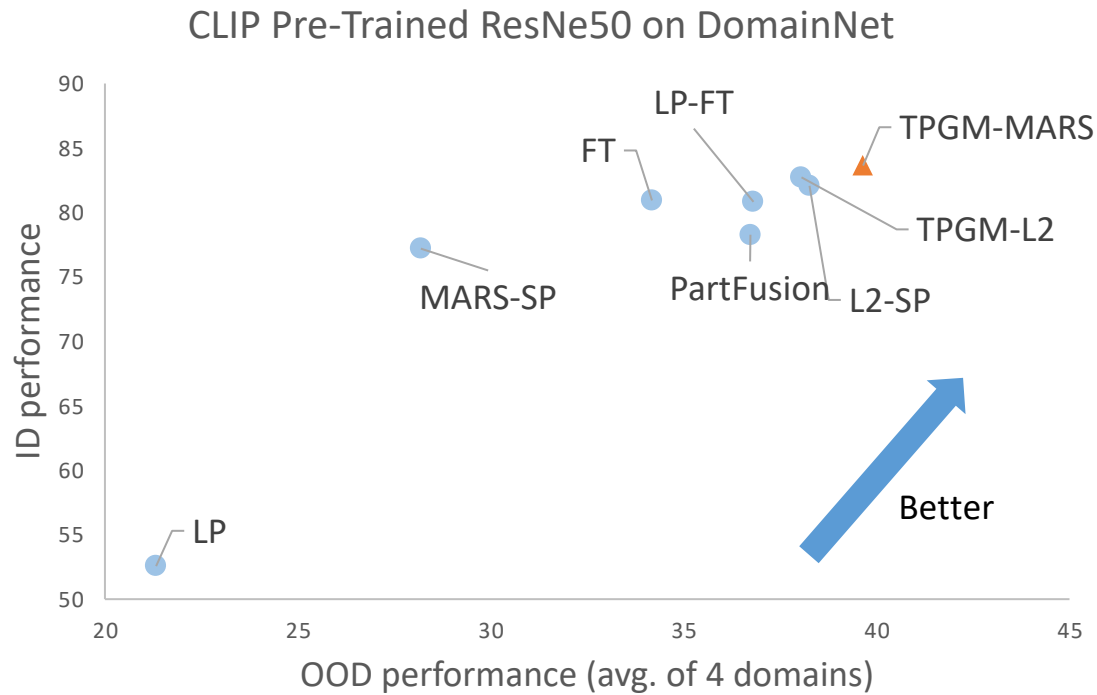 CLIP Pre-Trained ResNe50 on DomainNet
90
85
80
75
70
65
60
55
50
ID performance
LP-FT
TPGM-MARS
FT
TPGM-L2
MARS-SP
PartFusion
L2-SP
LP
Better
20
25
30
35
40
45
OOD performance (avg. of 4 domains)